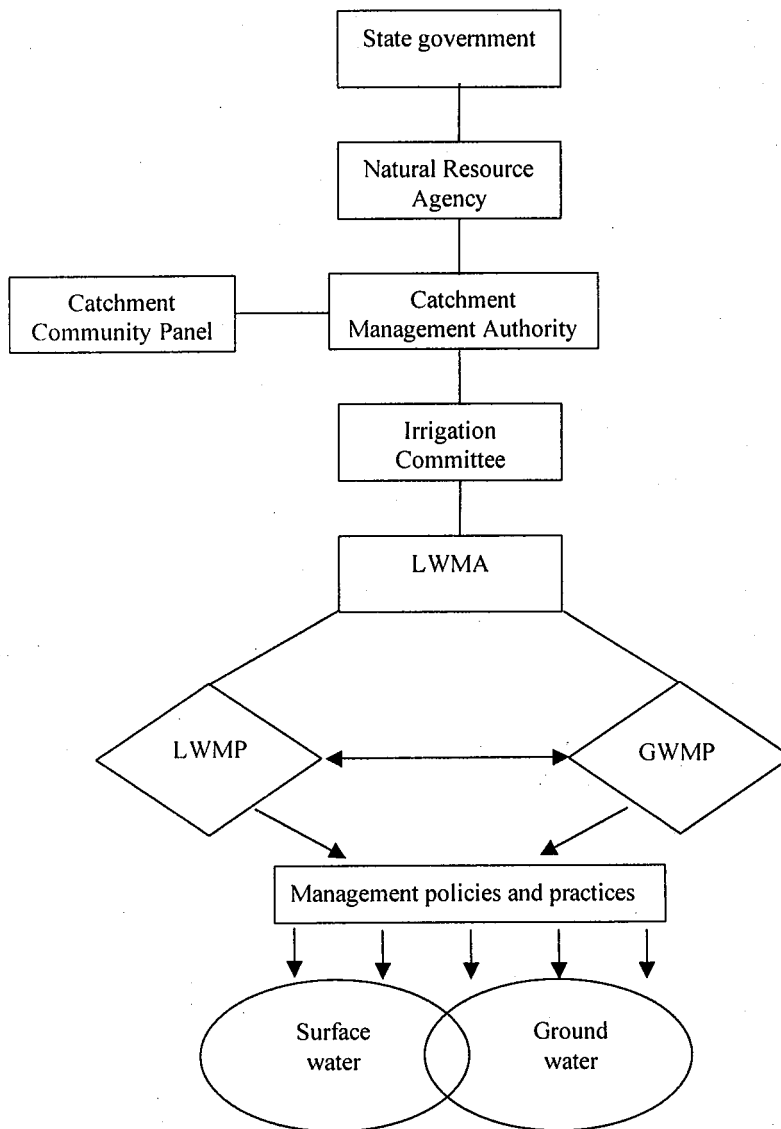 State government
Natural Resource
Agency
Catchment
Community Panel
Catchment
Management Authority
Irrigation
Committee
LWMA
LWMP
GWMP
Management policies and practices
Surface
water
Ground
water